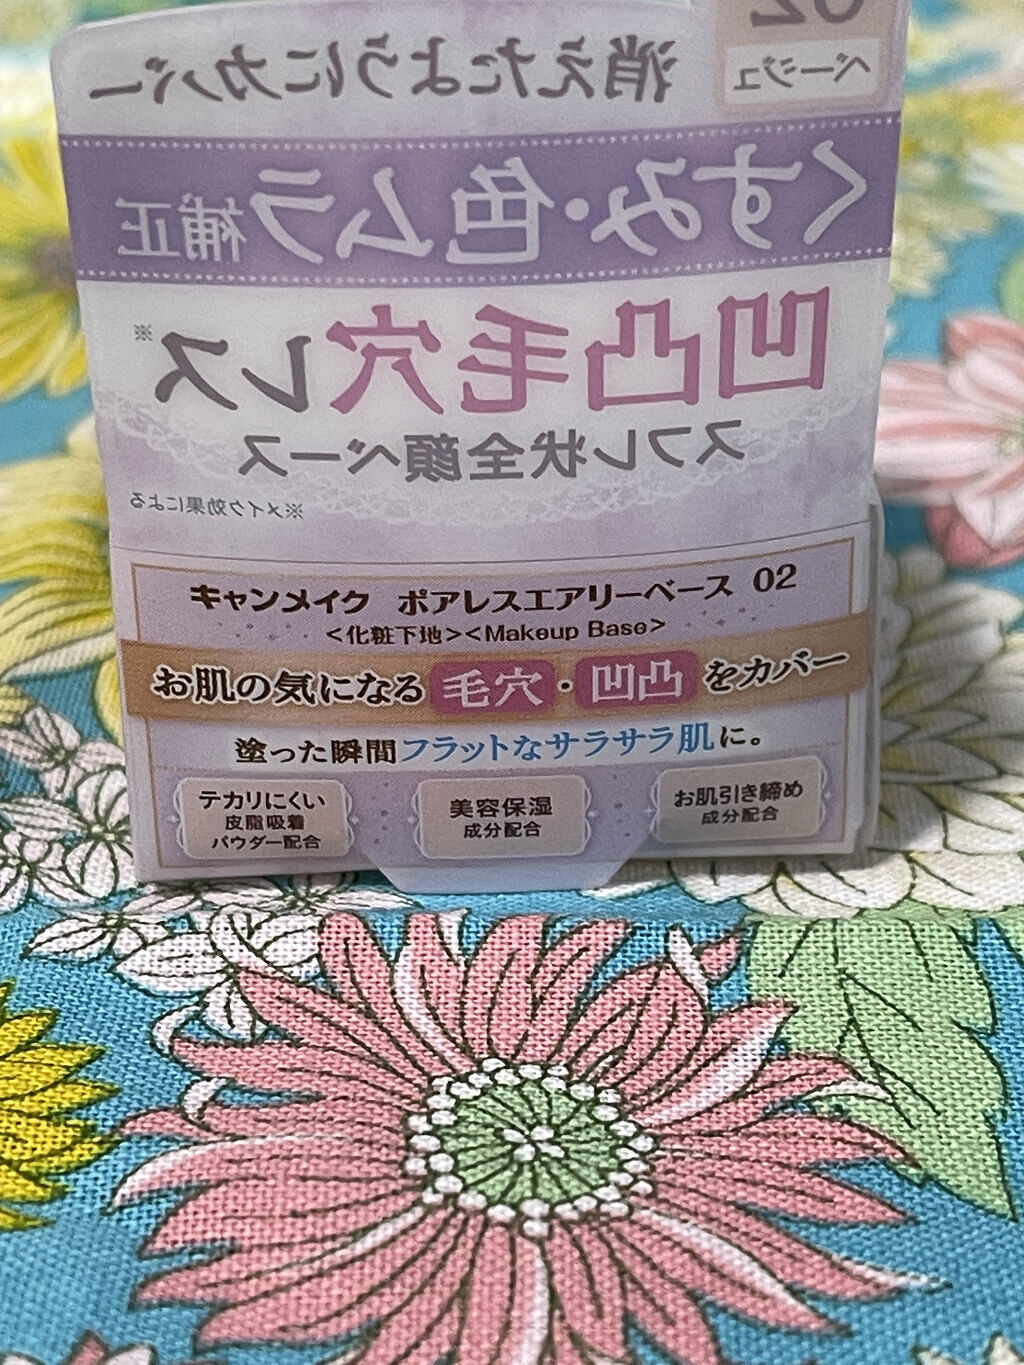 02
ベージュ
消えたようにカバー
くすみ・色ムラ補正
凹凸毛穴レス※
スフレ状全顔ベース
※メイク効果による
キャンメイク ポアレスエアリーベース 02
<化粧下地><Makeup Base>
お肌の気になる毛穴・凹凸をカバー
塗った瞬間フラットなサラサラ肌に。
テカリにくい
皮脂吸着
パウダー配合
美容保湿
成分配合
お肌引き締め
成分配合